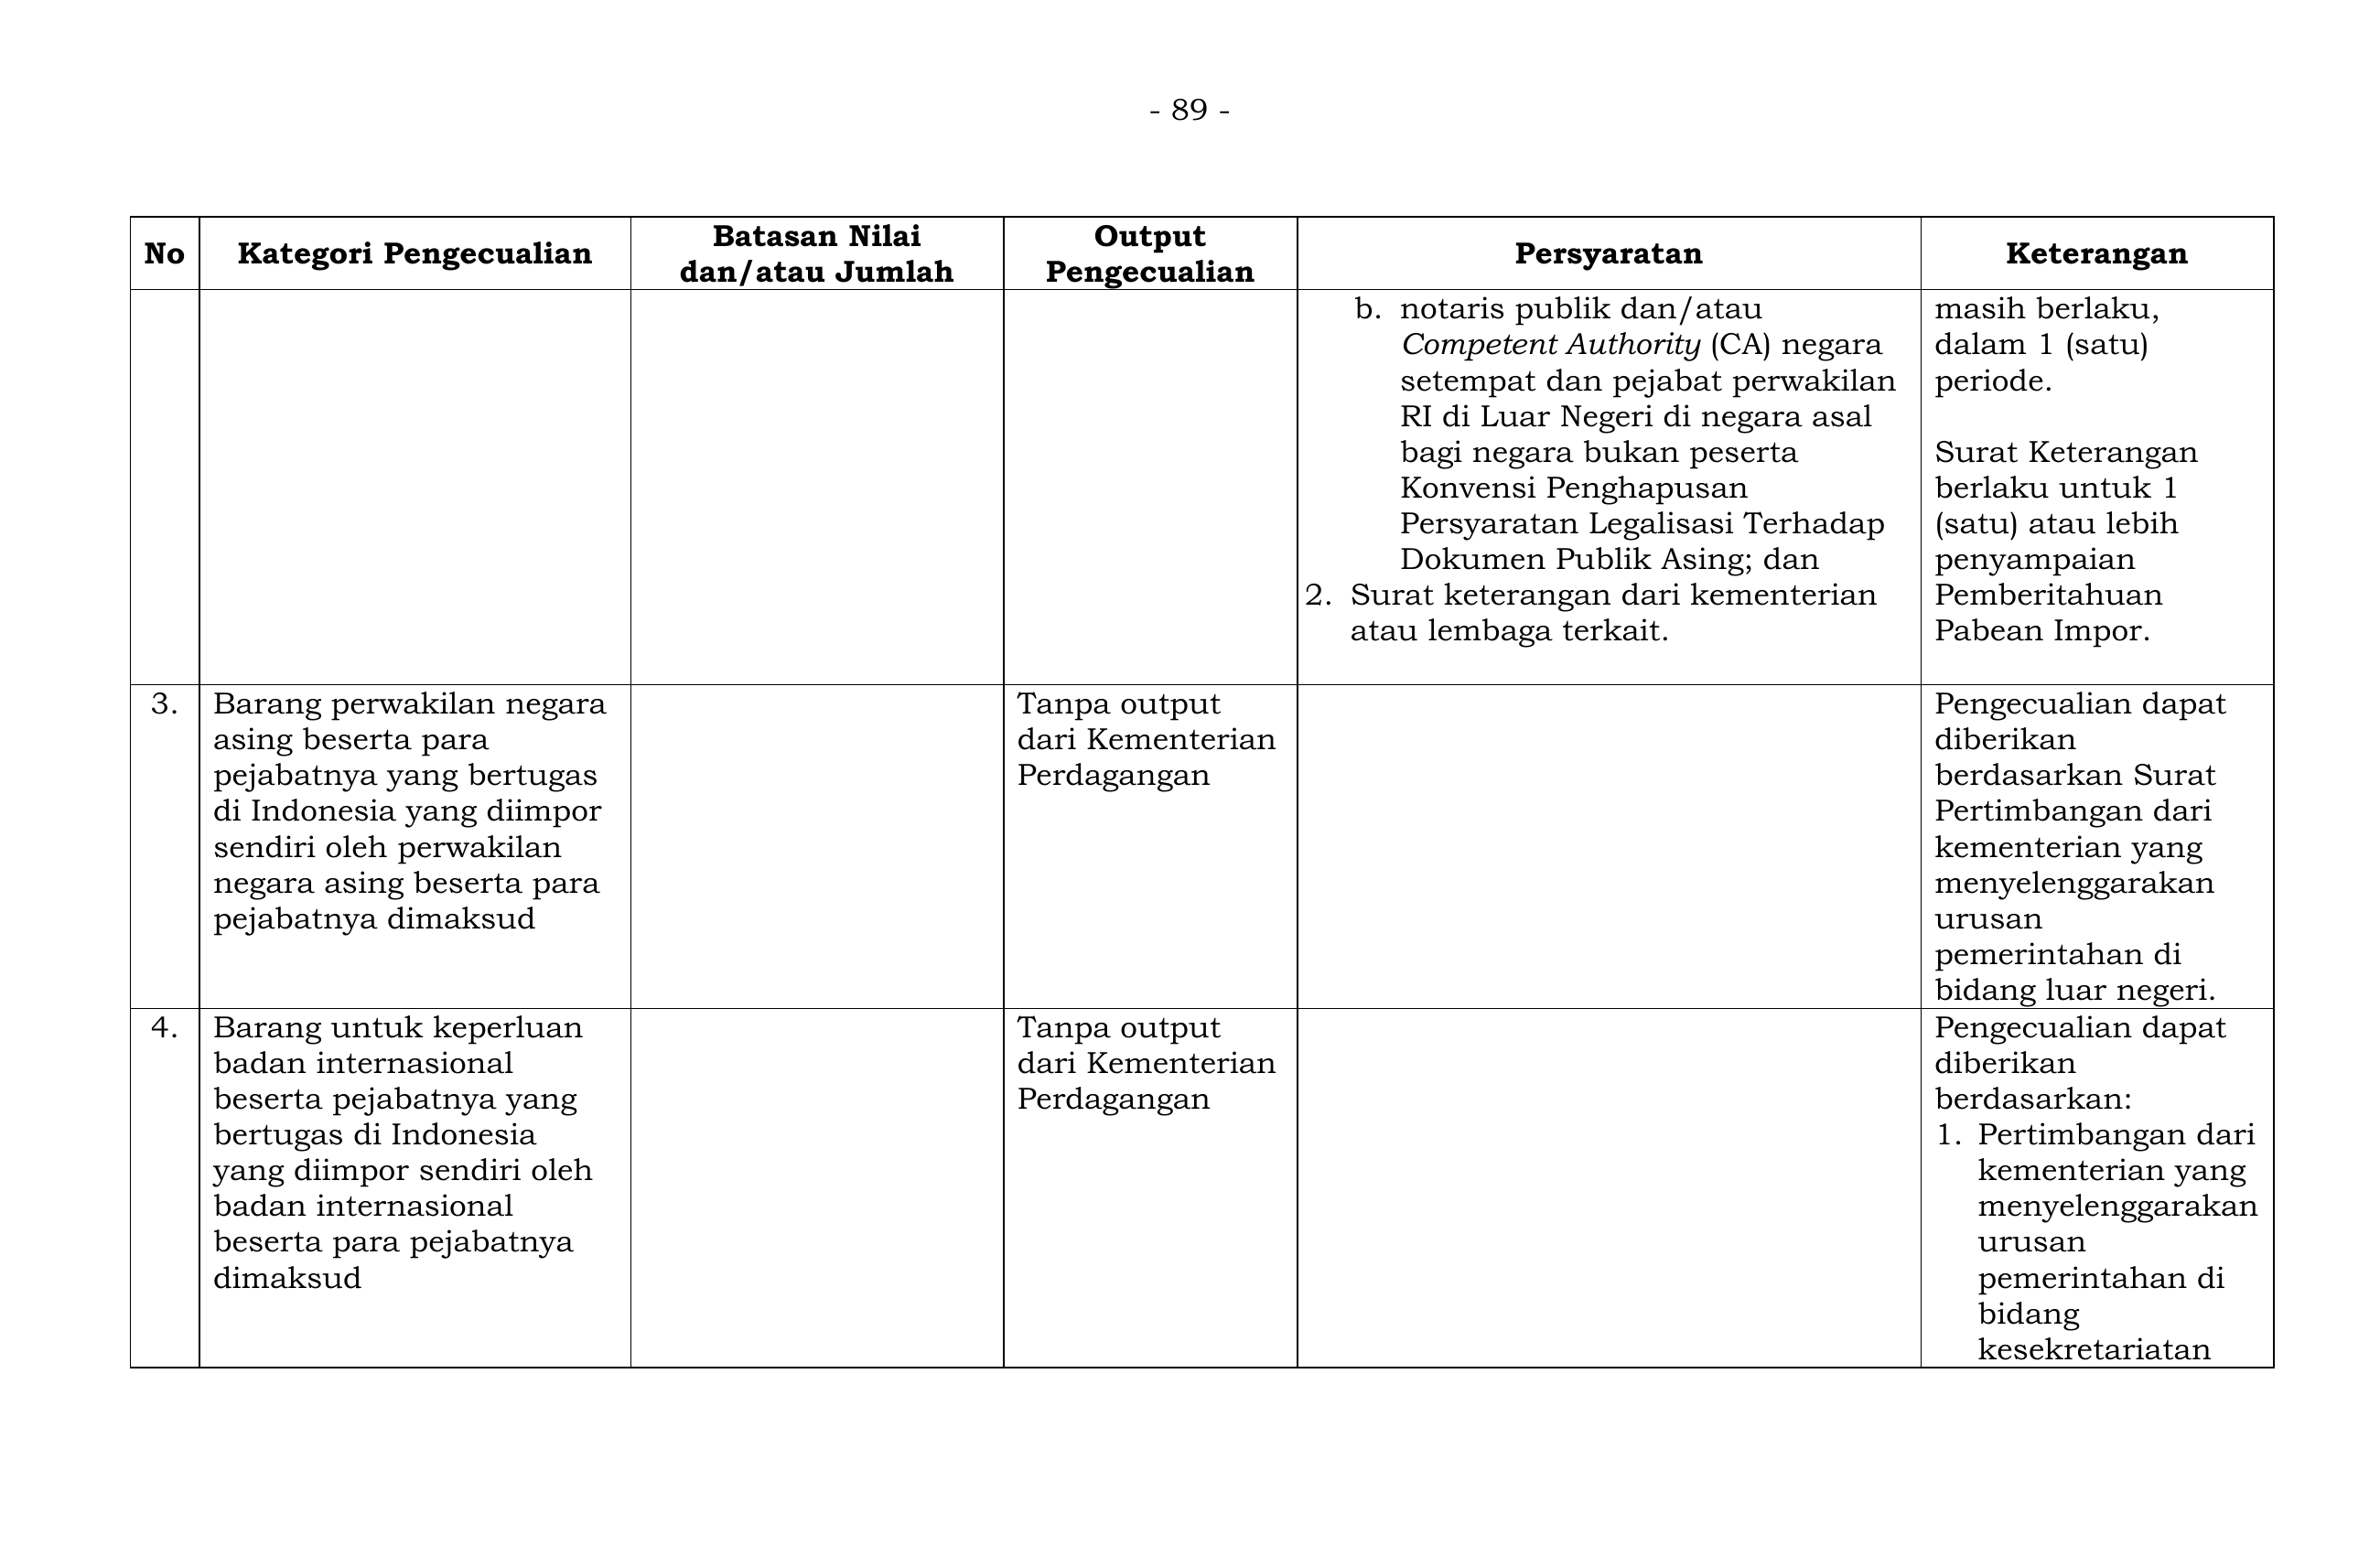 - 89 -
No
Kategori Pengecualian
Batasan Nilai
dan/atau Jumlah
Output
Pengecualian
Persyaratan
Keterangan
b. notaris publik dan/atau
Competent Authority (CA) negara
setempat dan pejabat perwakilan
RI di Luar Negeri di negara asal
bagi negara bukan peserta
Konvensi Penghapusan
Persyaratan Legalisasi Terhadap
Dokumen Publik Asing; dan
2. Surat keterangan dari kementerian
atau lembaga terkait.
masih berlaku,
dalam 1 (satu)
periode.
Surat Keterangan
berlaku untuk 1
(satu) atau lebih
penyampaian
Pemberitahuan
Pabean Impor.
3.
Barang perwakilan negara
asing beserta para
pejabatnya yang bertugas
di Indonesia yang diimpor
sendiri oleh perwakilan
negara asing beserta para
pejabatnya dimaksud
Tanpa output
dari Kementerian
Perdagangan
Pengecualian dapat
diberikan
berdasarkan Surat
Pertimbangan dari
kementerian yang
menyelenggarakan
urusan
pemerintahan di
bidang luar negeri.
4.
Barang untuk keperluan
badan internasional
beserta pejabatnya yang
bertugas di Indonesia
yang diimpor sendiri oleh
badan internasional
beserta para pejabatnya
dimaksud
Tanpa output
dari Kementerian
Perdagangan
Pengecualian dapat
diberikan
berdasarkan:
1. Pertimbangan dari
kementerian yang
menyelenggarakan
urusan
pemerintahan di
bidang
kesekretariatan